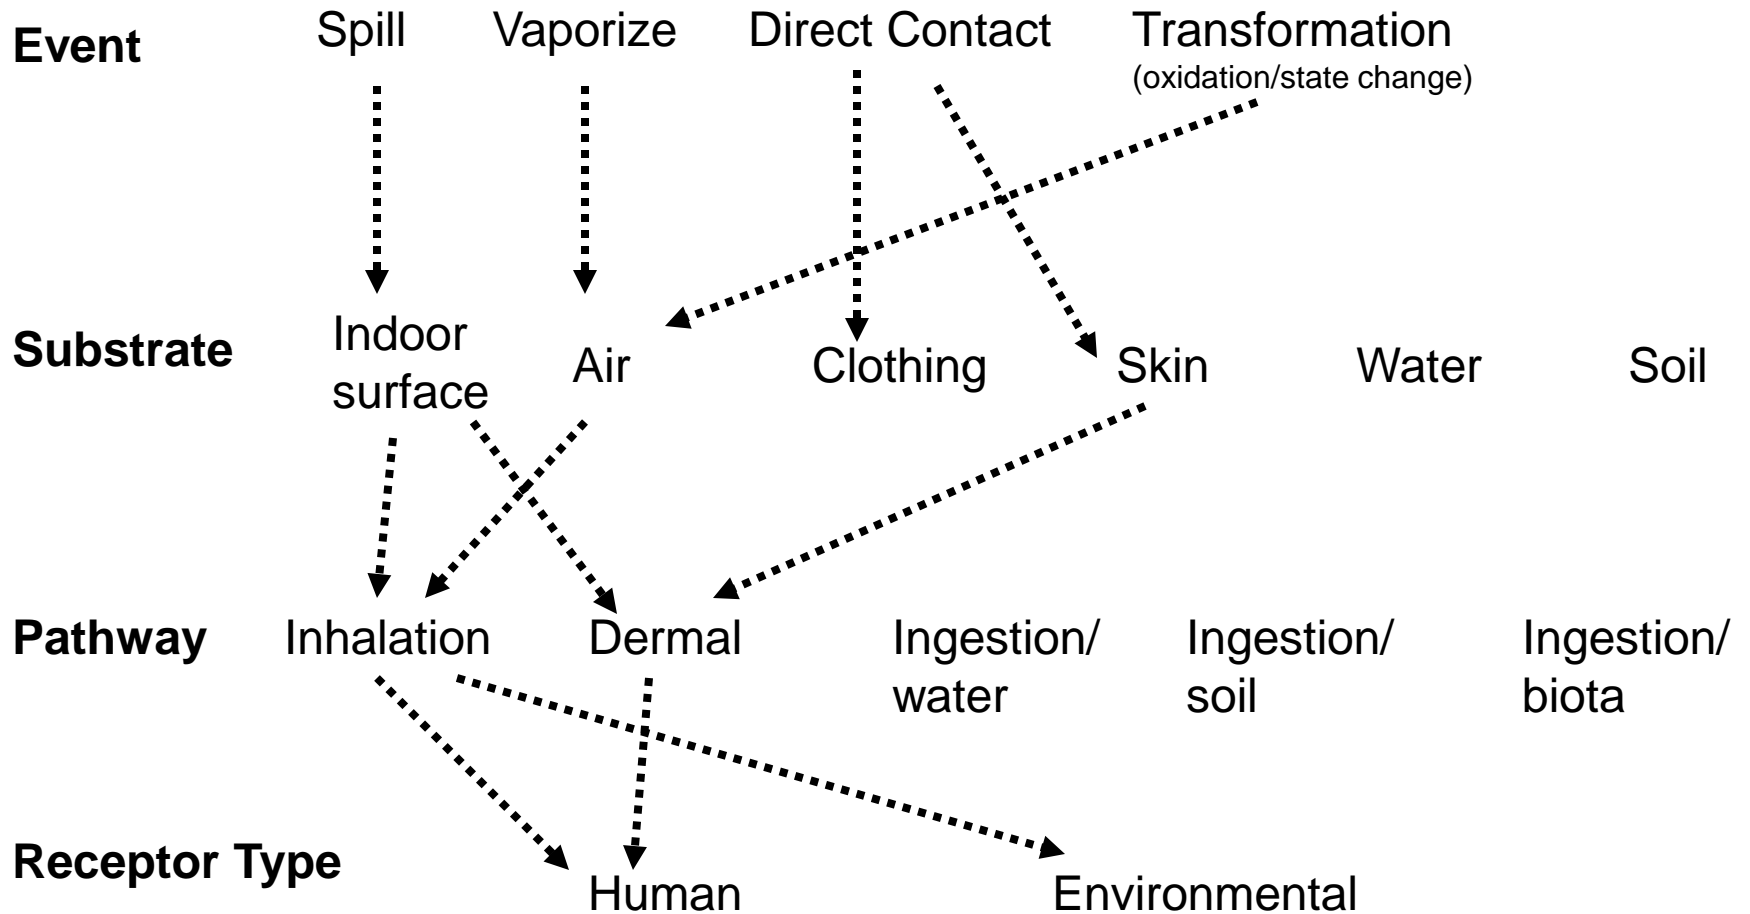 Event Spill Vaporize Direct Contact Transformation
(oxidation/state change)
Substrate Indoor
surface Air Clothing Skin Water Soil
Pathway Inhalation Dermal Ingestion/ Ingestion/ Ingestion/
water soil biota
Receptor Type
Human Environmental